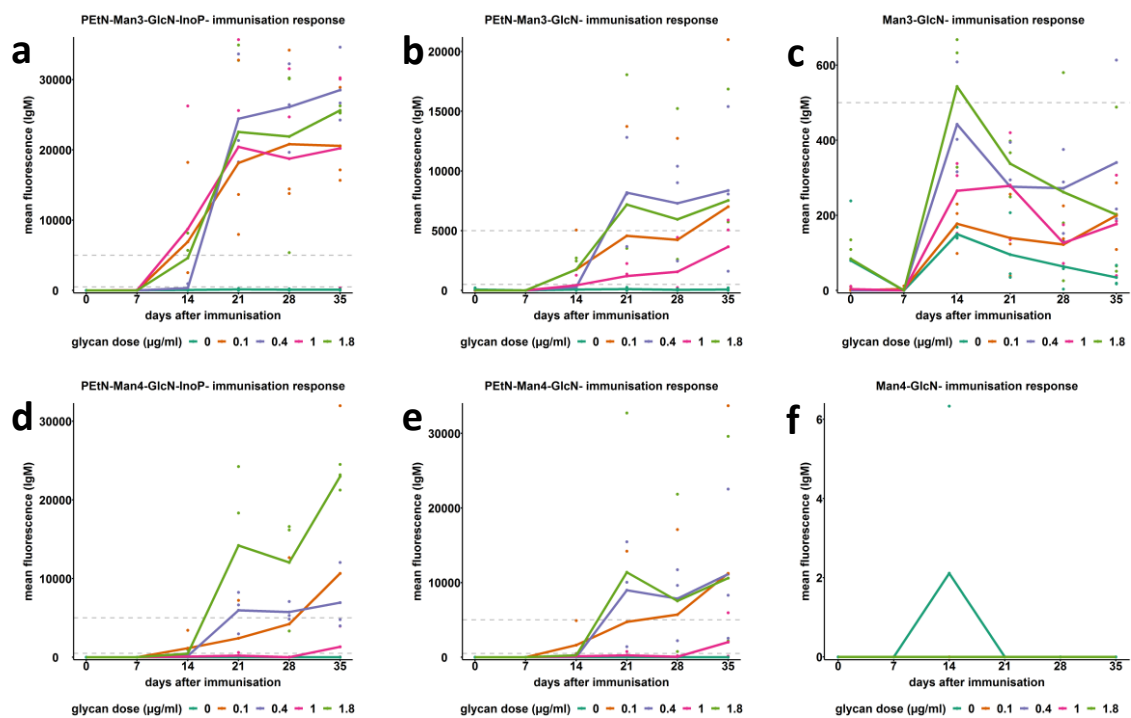 a
PEtN-Man3-GlcN-InoP- immunisation response
mean fluorescence (IgM)
30000
20000
10000
0
0 7 14 21 28 35
days after immunisation
glycan dose (µg/ml) 0 0.1 0.4 1 1.8
b
PEtN-Man3-GlcN- immunisation response
mean fluorescence (IgM)
20000
15000
10000
5000
0
0 7 14 21 28 35
days after immunisation
glycan dose (µg/ml) 0 0.1 0.4 1 1.8
c
Man3-GlcN- immunisation response
mean fluorescence (IgM)
600
400
200
0
0 7 14 21 28 35
days after immunisation
glycan dose (µg/ml) 0 0.1 0.4 1 1.8
d
PEtN-Man4-GlcN-InoP- immunisation response
mean fluorescence (IgM)
30000
20000
10000
0
0 7 14 21 28 35
days after immunisation
glycan dose (µg/ml) 0 0.1 0.4 1 1.8
e
PEtN-Man4-GlcN- immunisation response
mean fluorescence (IgM)
30000
20000
10000
0
0 7 14 21 28 35
days after immunisation
glycan dose (µg/ml) 0 0.1 0.4 1 1.8
f
Man4-GlcN- immunisation response
mean fluorescence (IgM)
6
4
2
0
0 7 14 21 28 35
days after immunisation
glycan dose (µg/ml) 0 0.1 0.4 1 1.8